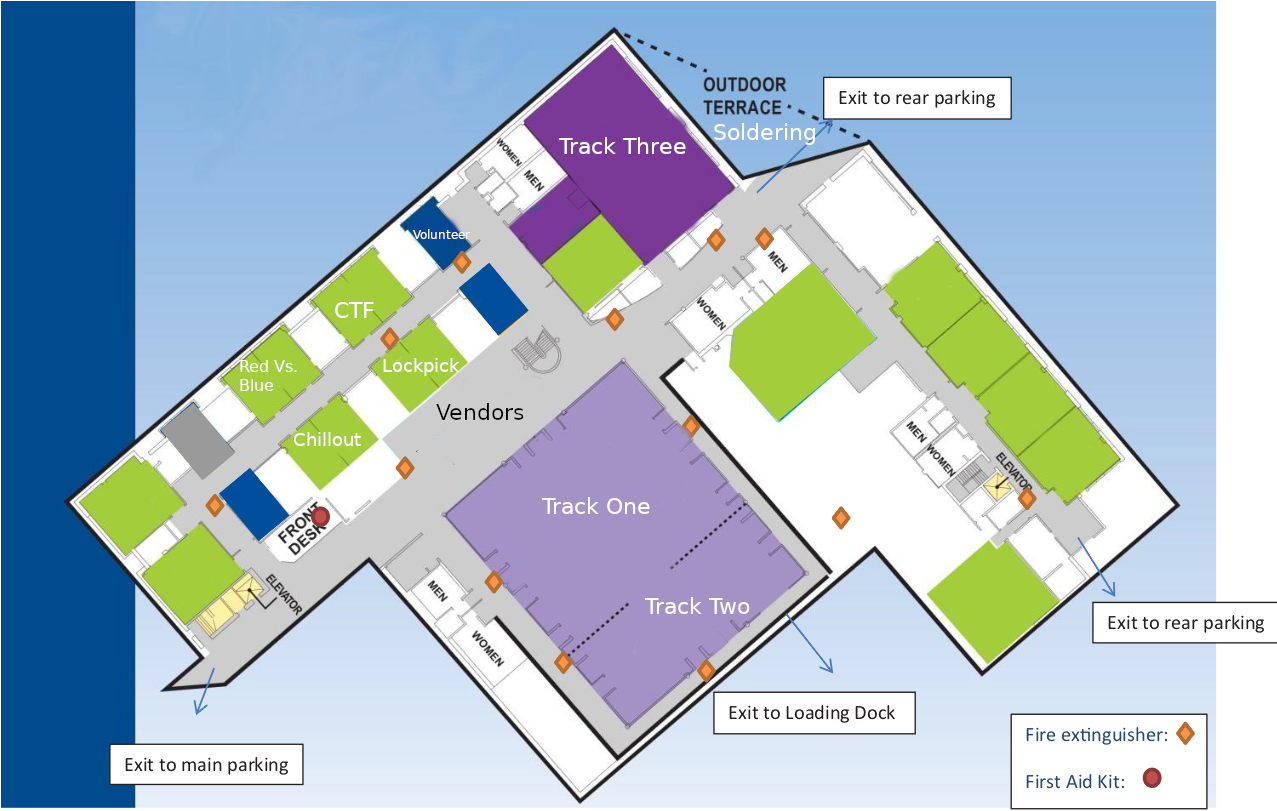 OUTDOOR
TERRACE
Exit to rear parking
Soldering
Track Three
WOMEN
MEN
Volunteer
MEN
WOMEN
CTF
Red Vs.
Blue
Lockpick
Vendors
Chillout
MEN
WOMEN
ELEVATOR
Track One
FRONT
DESK
ELEVATOR
MEN
WOMEN
Track Two
Exit to rear parking
Exit to Loading Dock
Exit to main parking
Fire extinguisher:
First Aid Kit: